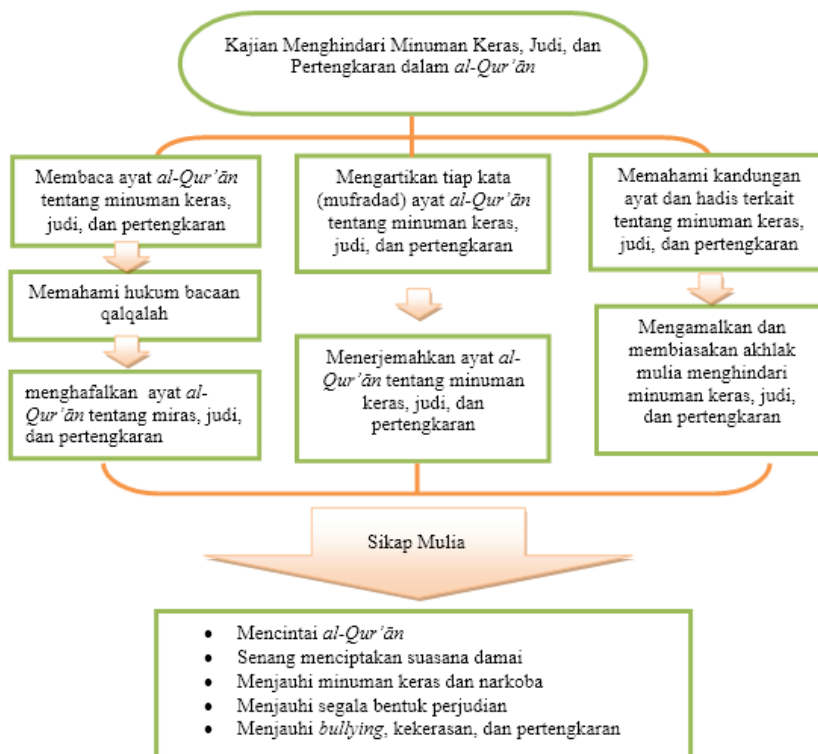 Kajian Menghindari Minuman Keras, Judi, dan
Pertengkaran dalam al-Qur’ān
Membaca ayat al-Qur’ān
tentang minuman keras,
judi, dan pertengkaran
Memahami hukum bacaan
qalqalah
menghafalkan ayat al-
Qur’ān tentang miras, judi,
dan pertengkaran
Mengartikan tiap kata
(mufradad) ayat al-Qur’ān
tentang minuman keras,
judi, dan pertengkaran
Menerjemahkan ayat al-
Qur’ān tentang minuman
keras, judi, dan
pertengkaran
Memahami kandungan
ayat dan hadis terkait
tentang minuman keras,
judi, dan pertengkaran
Mengamalkan dan
membiasakan akhlak
mulia menghindari
minuman keras, judi,
dan pertengkaran
Sikap Mulia
• Mencintai al-Qur’ān
• Senang menciptakan suasana damai
• Menjauhi minuman keras dan narkoba
• Menjauhi segala bentuk perjudian
• Menjauhi bullying, kekerasan, dan pertengkaran